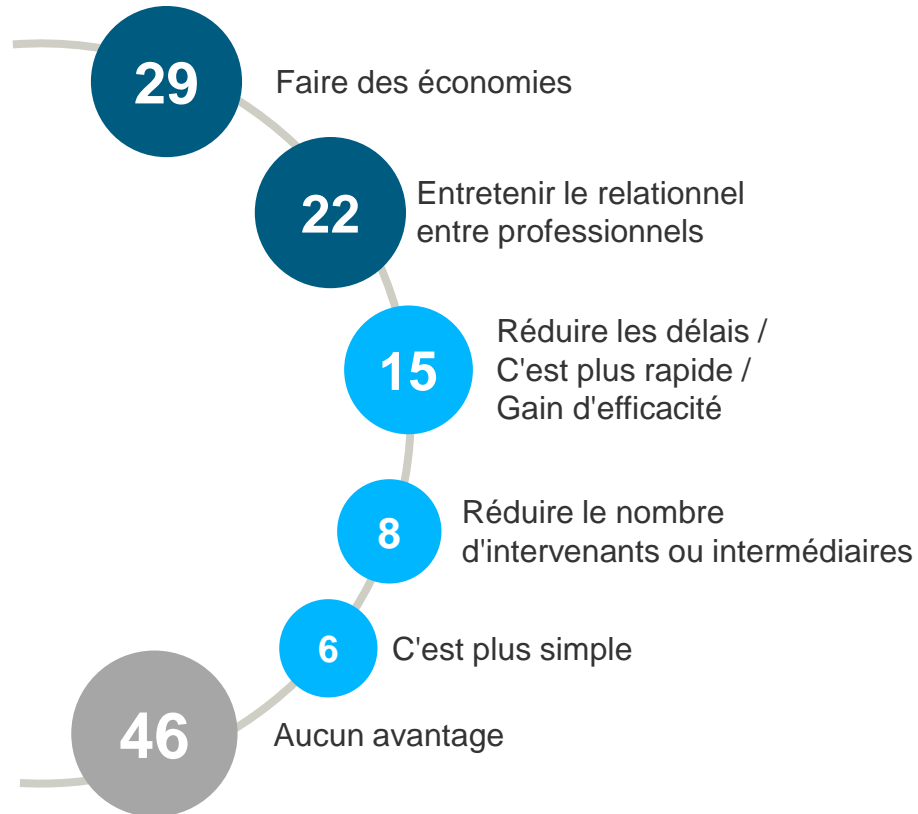 29
Faire des économies
22
Entretenir le relationnel
entre professionnels
15
Réduire les délais /
C'est plus rapide /
Gain d'efficacité
8
Réduire le nombre
d'intervenants ou intermédiaires
6
C'est plus simple
46
Aucun avantage